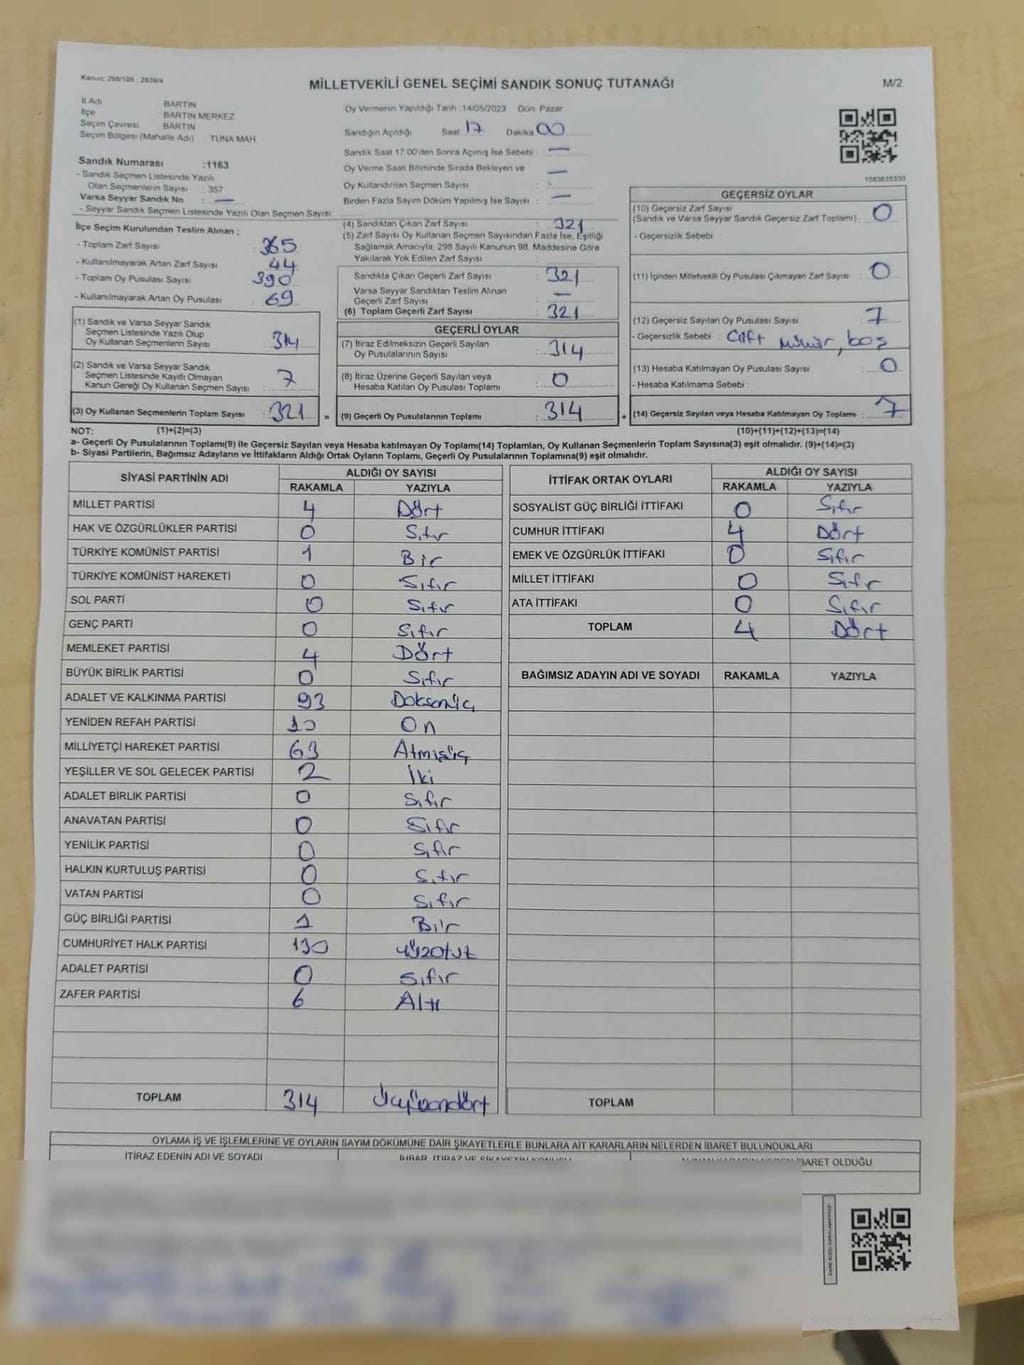 Kanun; 298/105 ; 2839/4
MİLLETVEKİLİ GENEL SEÇİMİ SANDIK SONUÇ TUTANAĞI
M/2
İl Adı BARTIN
İlçe : BARTIN MERKEZ
Seçim Çevresi BARTIN
Seçim Bölgesi (Mahalle Adı) : TUNA MAH
Sandık Numarası :1163
- Sandık Seçmen Listesinde Yazılı
Olan Seçmenlerin Sayısı : 357
Varsa Seyyar Sandık No : —
- Seyyar Sandık Seçmen Listesinde Yazılı Olan Seçmen Sayısı:
Oy Vermenin Yapıldığı Tarih : 14/05/2023 Gün: Pazar
Sandığın Açıldığı Saat 17 Dakika 00
Sandık Saat 17:00'den Sonra Açımış İse Sebebi : —
Oy Verme Saati Bitiminde Sırada Bekleyen ve
Oy Kullandırılan Seçmen Sayısı :
Birden Fazla Sayım Döküm Yapılmış İse Sayısı : —
1083835330
İlçe Seçim Kurulundan Teslim Alınan ;
- Toplam Zarf Sayısı : 365
- Kullanılmayarak Artan Zarf Sayısı : 44
- Toplam Oy Pusulası Sayısı : 390
- Kullanılmayarak Artan Oy Pusulası : 69
(4) Sandıktan Çıkan Zarf Sayısı : 321
(5) Zarf Sayısı Oy Kullanan Seçmen Sayısından Fazla İse, Eşitliği
Sağlamak Amacıyla; 298 Sayılı Kanunun 98. Maddesine Göre
Yakılarak Yok Edilen Zarf Sayısı :
Sandıkta Çıkan Geçerli Zarf Sayısı : 321
Varsa Seyyar Sandıktan Teslim Alınan
Geçerli Zarf Sayısı : —
(6) Toplam Geçerli Zarf Sayısı : 321
GEÇERSİZ OYLAR
(10) Geçersiz Zarf Sayısı
(Sandık ve Varsa Seyyar Sandık Geçersiz Zarf Toplamı) : 0
- Geçersizlik Sebebi :
(11) İçinden Milletvekili Oy Pusulası Çıkmayan Zarf Sayısı : 0
(12) Geçersiz Sayılan Oy Pusulası Sayısı : 7
- Geçersizlik Sebebi : Çift mühür, boş
(13) Hesaba Katılmayan Oy Pusulası Sayısı : 0
- Hesaba Katılmama Sebebi :
(14) Geçersiz Sayılan veya Hesaba Katılmayan Oy Toplamı : 7
(1) Sandık ve Varsa Seyyar Sandık
Seçmen Listesinde Yazılı Olup
Oy Kullanan Seçmenlerin Sayısı : 314
(2) Sandık ve Varsa Seyyar Sandık
Seçmen Listesinde Kayıtlı Olmayan
Kanun Gereği Oy Kullanan Seçmen Sayısı : 7
(3) Oy Kullanan Seçmenlerin Toplam Sayısı : 321 =
GEÇERLİ OYLAR
(7) İtiraz Edilmeksizin Geçerli Sayılan
Oy Pusulalarının Sayısı : 314
(8) İtiraz Üzerine Geçerli Sayılan veya
Hesaba Katılan Oy Pusulası Toplamı : 0
(9) Geçerli Oy Pusulalarının Toplamı : 314 +
NOT: (1)+(2)=(3) (10)+(11)+(12)+(13)=(14)
a- Geçerli Oy Pusulalarının Toplamı(9) ile Geçersiz Sayılan veya Hesaba katılmayan Oy Toplamı(14) Toplamları, Oy Kullanan Seçmenlerin Toplam Sayısına(3) eşit olmalıdır. (9)+(14)=(3)
b- Siyasi Partilerin, Bağımsız Adayların ve İttifakların Aldığı Ortak Oyların Toplamı, Geçerli Oy Pusulalarının Toplamına(9) eşit olmalıdır.
SİYASİ PARTİNİN ADI ALDIĞI OY SAYISI
RAKAMLA YAZIYLA
MİLLET PARTİSİ 4 Dört
HAK VE ÖZGÜRLÜKLER PARTİSİ 0 Sıfır
TÜRKİYE KOMÜNİST PARTİSİ 1 Bir
TÜRKİYE KOMÜNİST HAREKETİ 0 Sıfır
SOL PARTİ 0 Sıfır
GENÇ PARTİ 0 Sıfır
MEMLEKET PARTİSİ 4 Dört
BÜYÜK BİRLİK PARTİSİ 0 Sıfır
ADALET VE KALKINMA PARTİSİ 93 Doksanüç
YENİDEN REFAH PARTİSİ 10 On
MİLLİYETÇİ HAREKET PARTİSİ 63 Atmışüç
YEŞİLLER VE SOL GELECEK PARTİSİ 2 İki
ADALET BİRLİK PARTİSİ 0 Sıfır
ANAVATAN PARTİSİ 0 Sıfır
YENİLİK PARTİSİ 0 Sıfır
HALKIN KURTULUŞ PARTİSİ 0 Sıfır
VATAN PARTİSİ 0 Sıfır
GÜÇ BİRLİĞİ PARTİSİ 1 Bir
CUMHURİYET HALK PARTİSİ 130 Yüzotuz
ADALET PARTİSİ 0 Sıfır
ZAFER PARTİSİ 6 Altı
TOPLAM 314 Üçyüzondört
İTTİFAK ORTAK OYLARI ALDIĞI OY SAYISI
RAKAMLA YAZIYLA
SOSYALİST GÜÇ BİRLİĞİ İTTİFAKI 0 Sıfır
CUMHUR İTTİFAKI 4 Dört
EMEK VE ÖZGÜRLÜK İTTİFAKI 0 Sıfır
MİLLET İTTİFAKI 0 Sıfır
ATA İTTİFAKI 0 Sıfır
TOPLAM 4 Dört
BAĞIMSIZ ADAYIN ADI VE SOYADI RAKAMLA YAZIYLA
TOPLAM
OYLAMA İŞ VE İŞLEMLERİNE VE OYLARIN SAYIM DÖKÜMÜNE DAİR ŞİKAYETLERLE BUNLARA AİT KARARLARIN NELERDEN İBARET BULUNDUKLARI
İTİRAZ EDENİN ADI VE SOYADI
İHBAR, İTİRAZ VE ŞİKAYETİN KONUSU
İBARET OLDUĞU